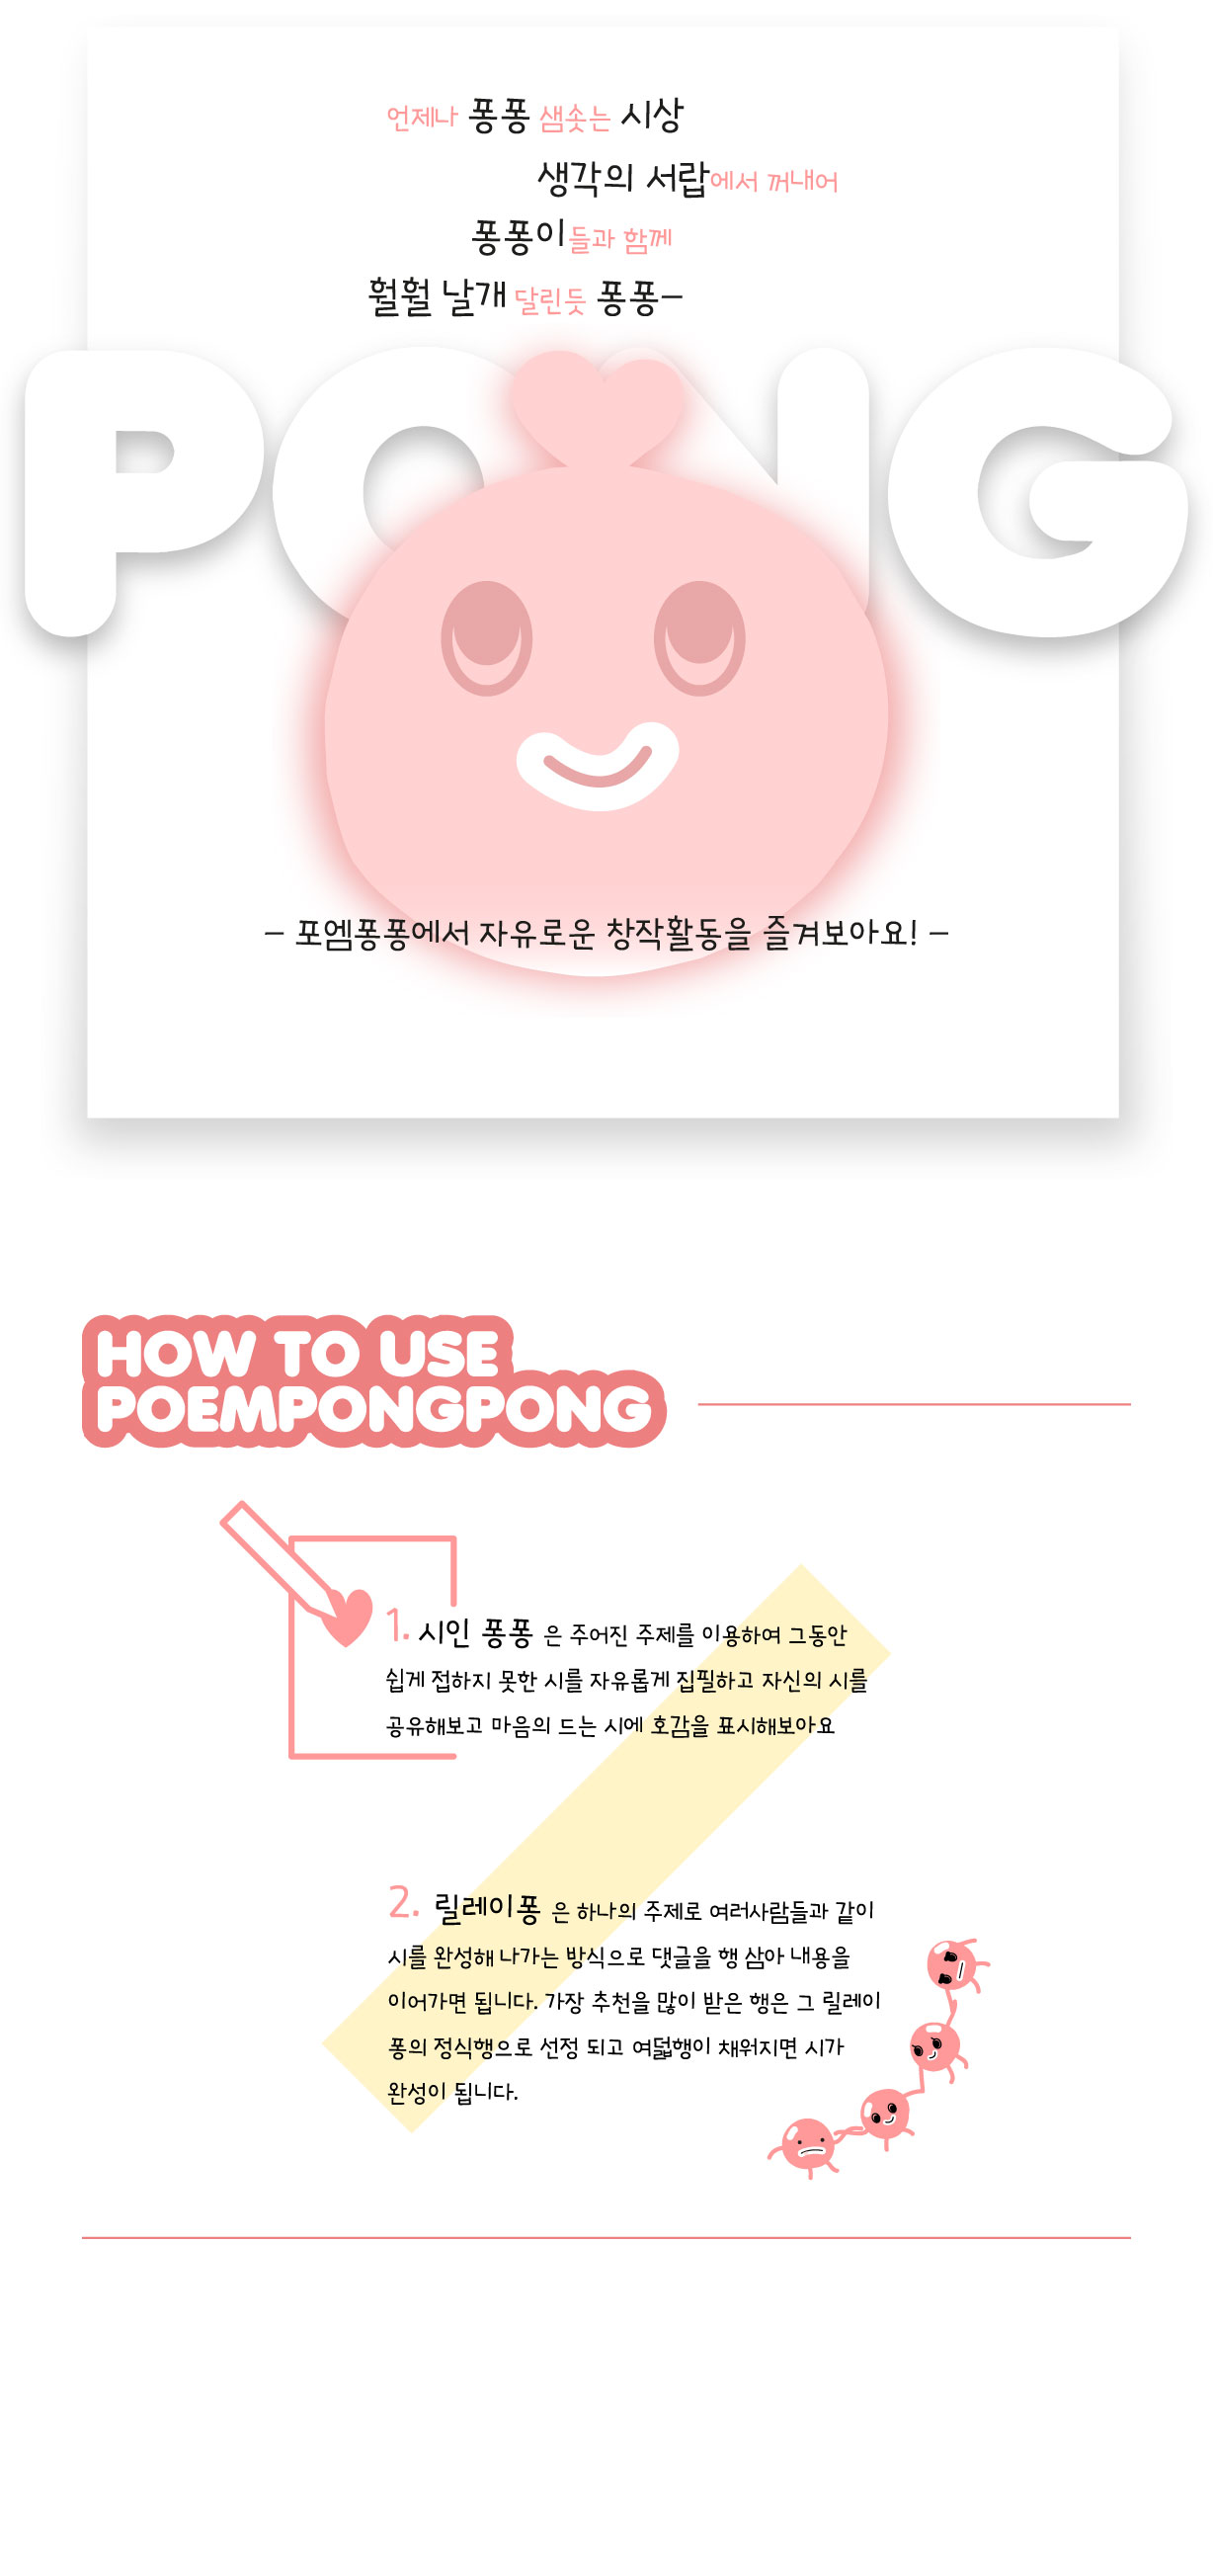 언제나 퐁퐁 샘솟는 시상
생각의 서랍에서 꺼내어
퐁퐁이들과 함께
훨훨 날개 달린듯 퐁퐁-
PONG
- 포엠퐁퐁에서 자유로운 창작활동을 즐겨보아요! -
HOW TO USE
POEMPONGPONG
1. 시인 퐁퐁 은 주어진 주제를 이용하여 그동안
쉽게 접하지 못한 시를 자유롭게 집필하고 자신의 시를
공유해보고 마음의 드는 시에 호감을 표시해보아요
2. 릴레이퐁 은 하나의 주제로 여러사람들과 같이
시를 완성해 나가는 방식으로 댓글을 행 삼아 내용을
이어가면 됩니다. 가장 추천을 많이 받은 행은 그 릴레이
퐁의 정식행으로 선정 되고 여덟행이 채워지면 시가
완성이 됩니다.